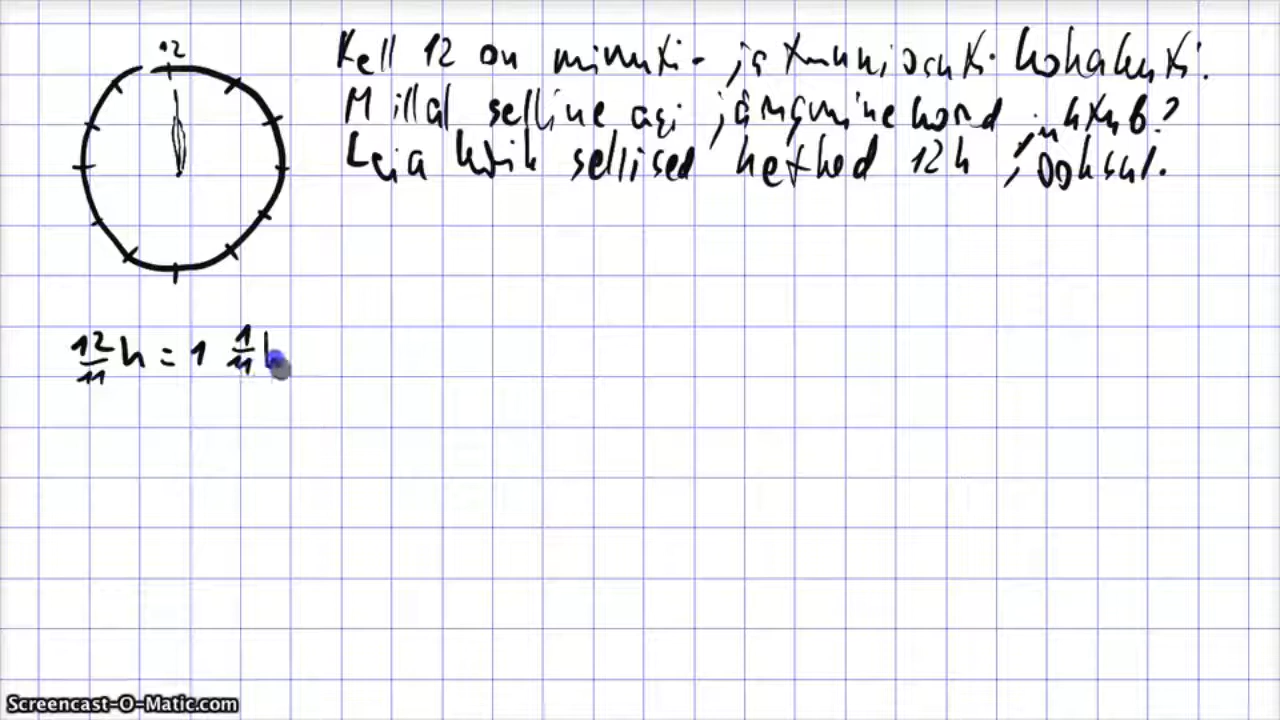 12
Kell 12 on minuti- ja tunniosuti kohakuti.
Millal selline asi järgmine kord juhtub?
Leia kõik sellised hetked 12h jooksul.
12/11 h = 1 1/11 h
Screencast-O-Matic.com